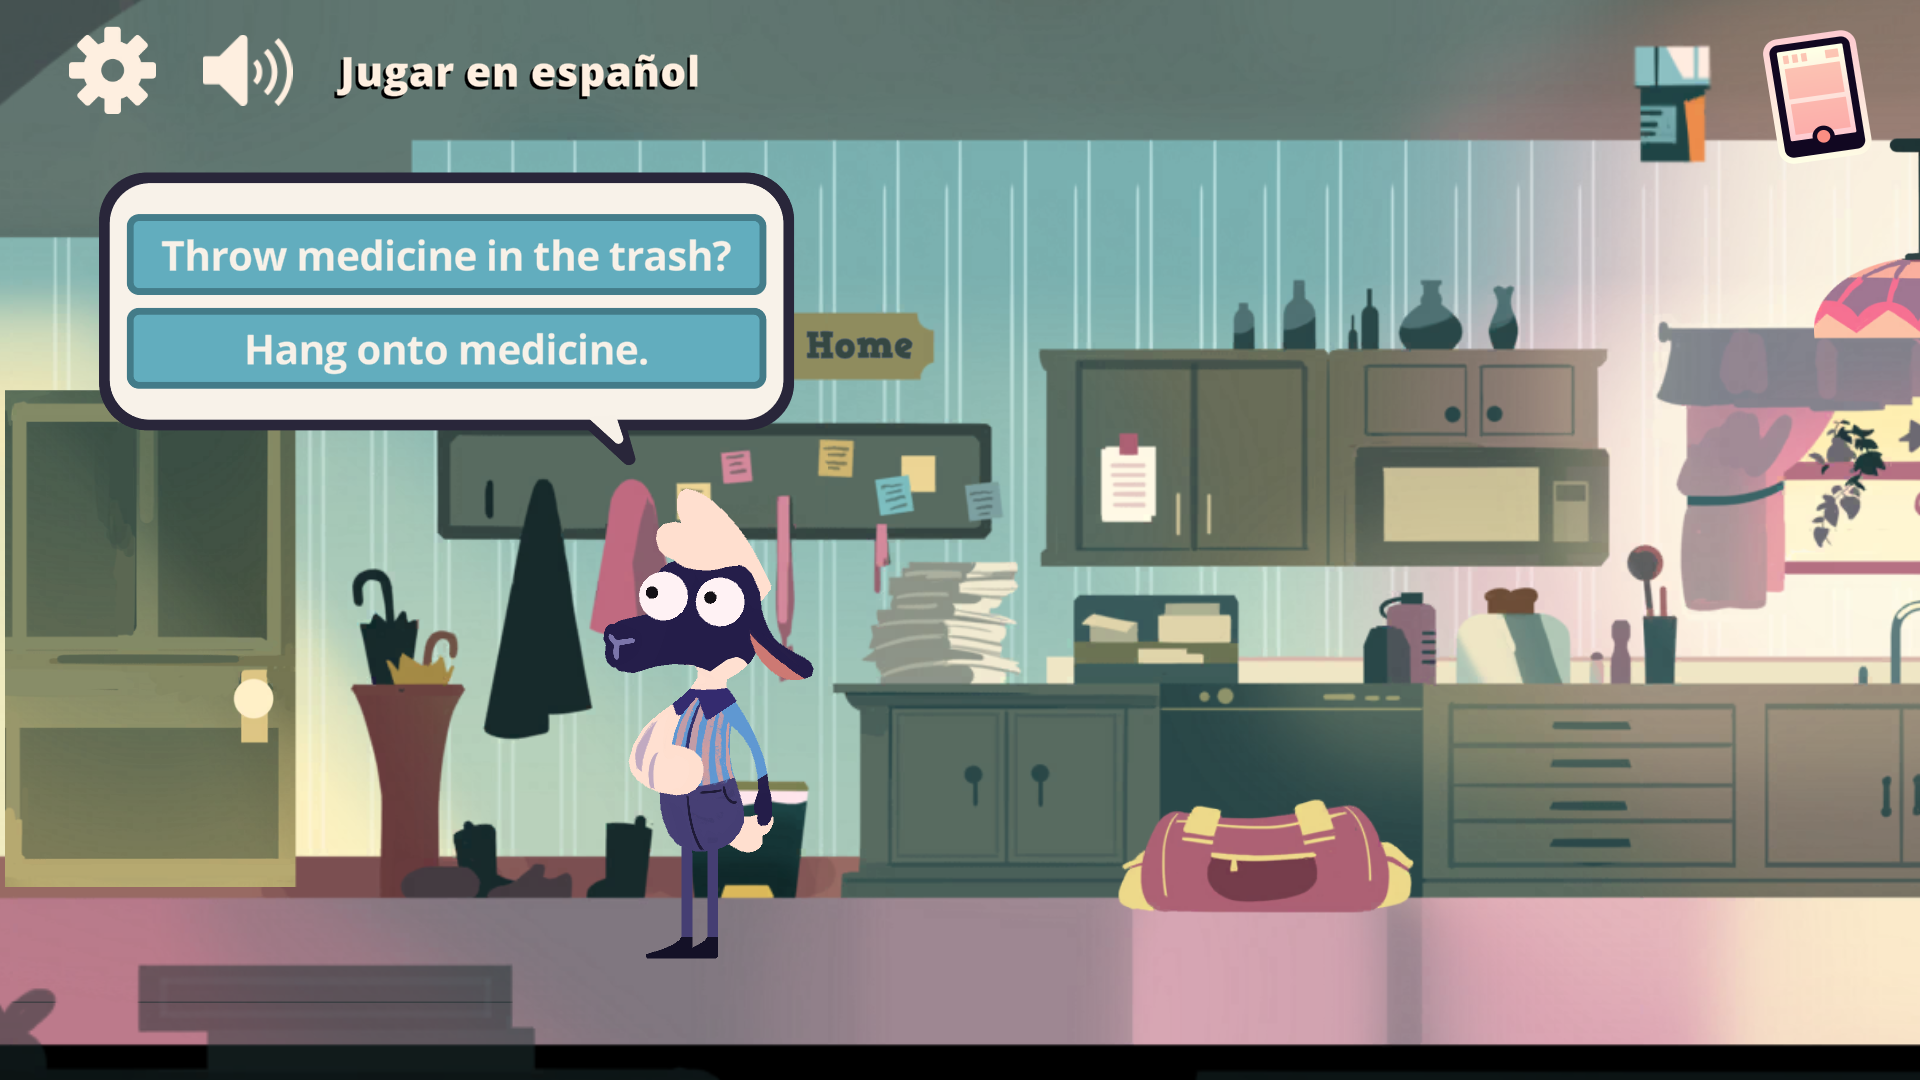 Jugar en español
Throw medicine in the trash?
Hang onto medicine.
Home